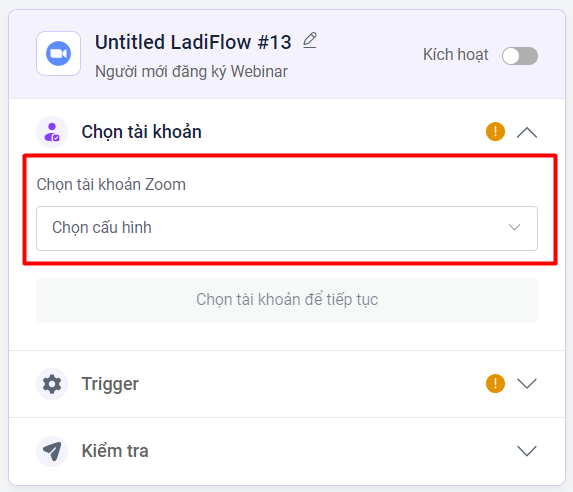 Untitled LadiFlow #13
Người mới đăng ký Webinar
Kích hoạt
Chọn tài khoản
Chọn tài khoản Zoom
Chọn cấu hình
Chọn tài khoản để tiếp tục
Trigger
Kiểm tra